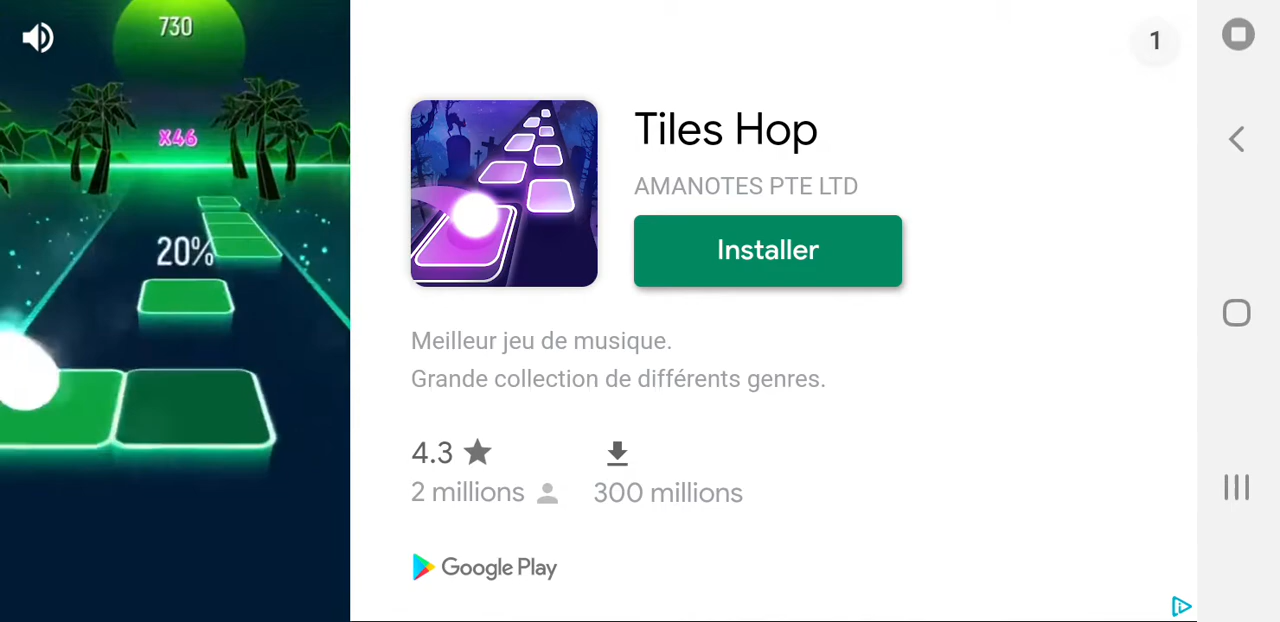 730
X46
20%
1
Tiles Hop
AMANOTES PTE LTD
Installer
Meilleur jeu de musique.
Grande collection de différents genres.
4.3
2 millions
300 millions
Google Play